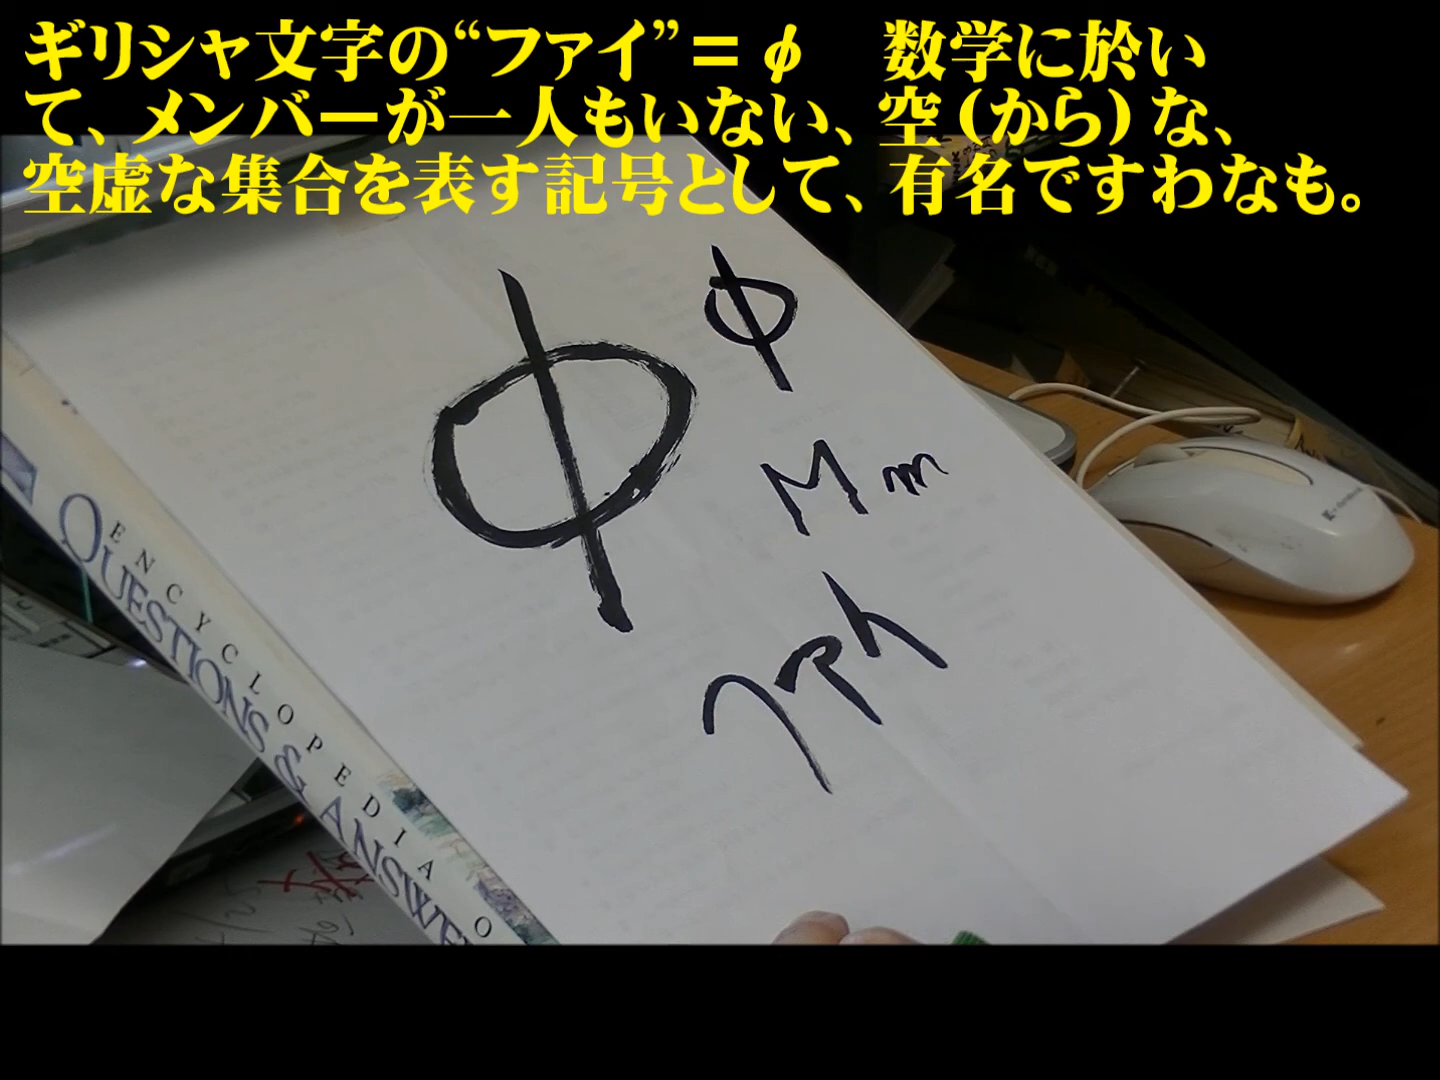 ギリシャ文字の“ファイ”＝φ　数学に於い
て、メンバーが一人もいない、空（から）な、
空虚な集合を表す記号として、有名ですわなも。
φ
φ
M m
ph
ENCYCLOPEDIA O
QUESTIONS & ANSWE